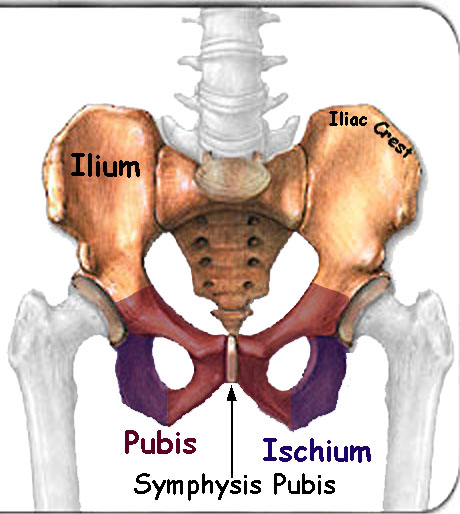 Iliac Crest
Ilium
Pubis
Ischium
Symphysis Pubis